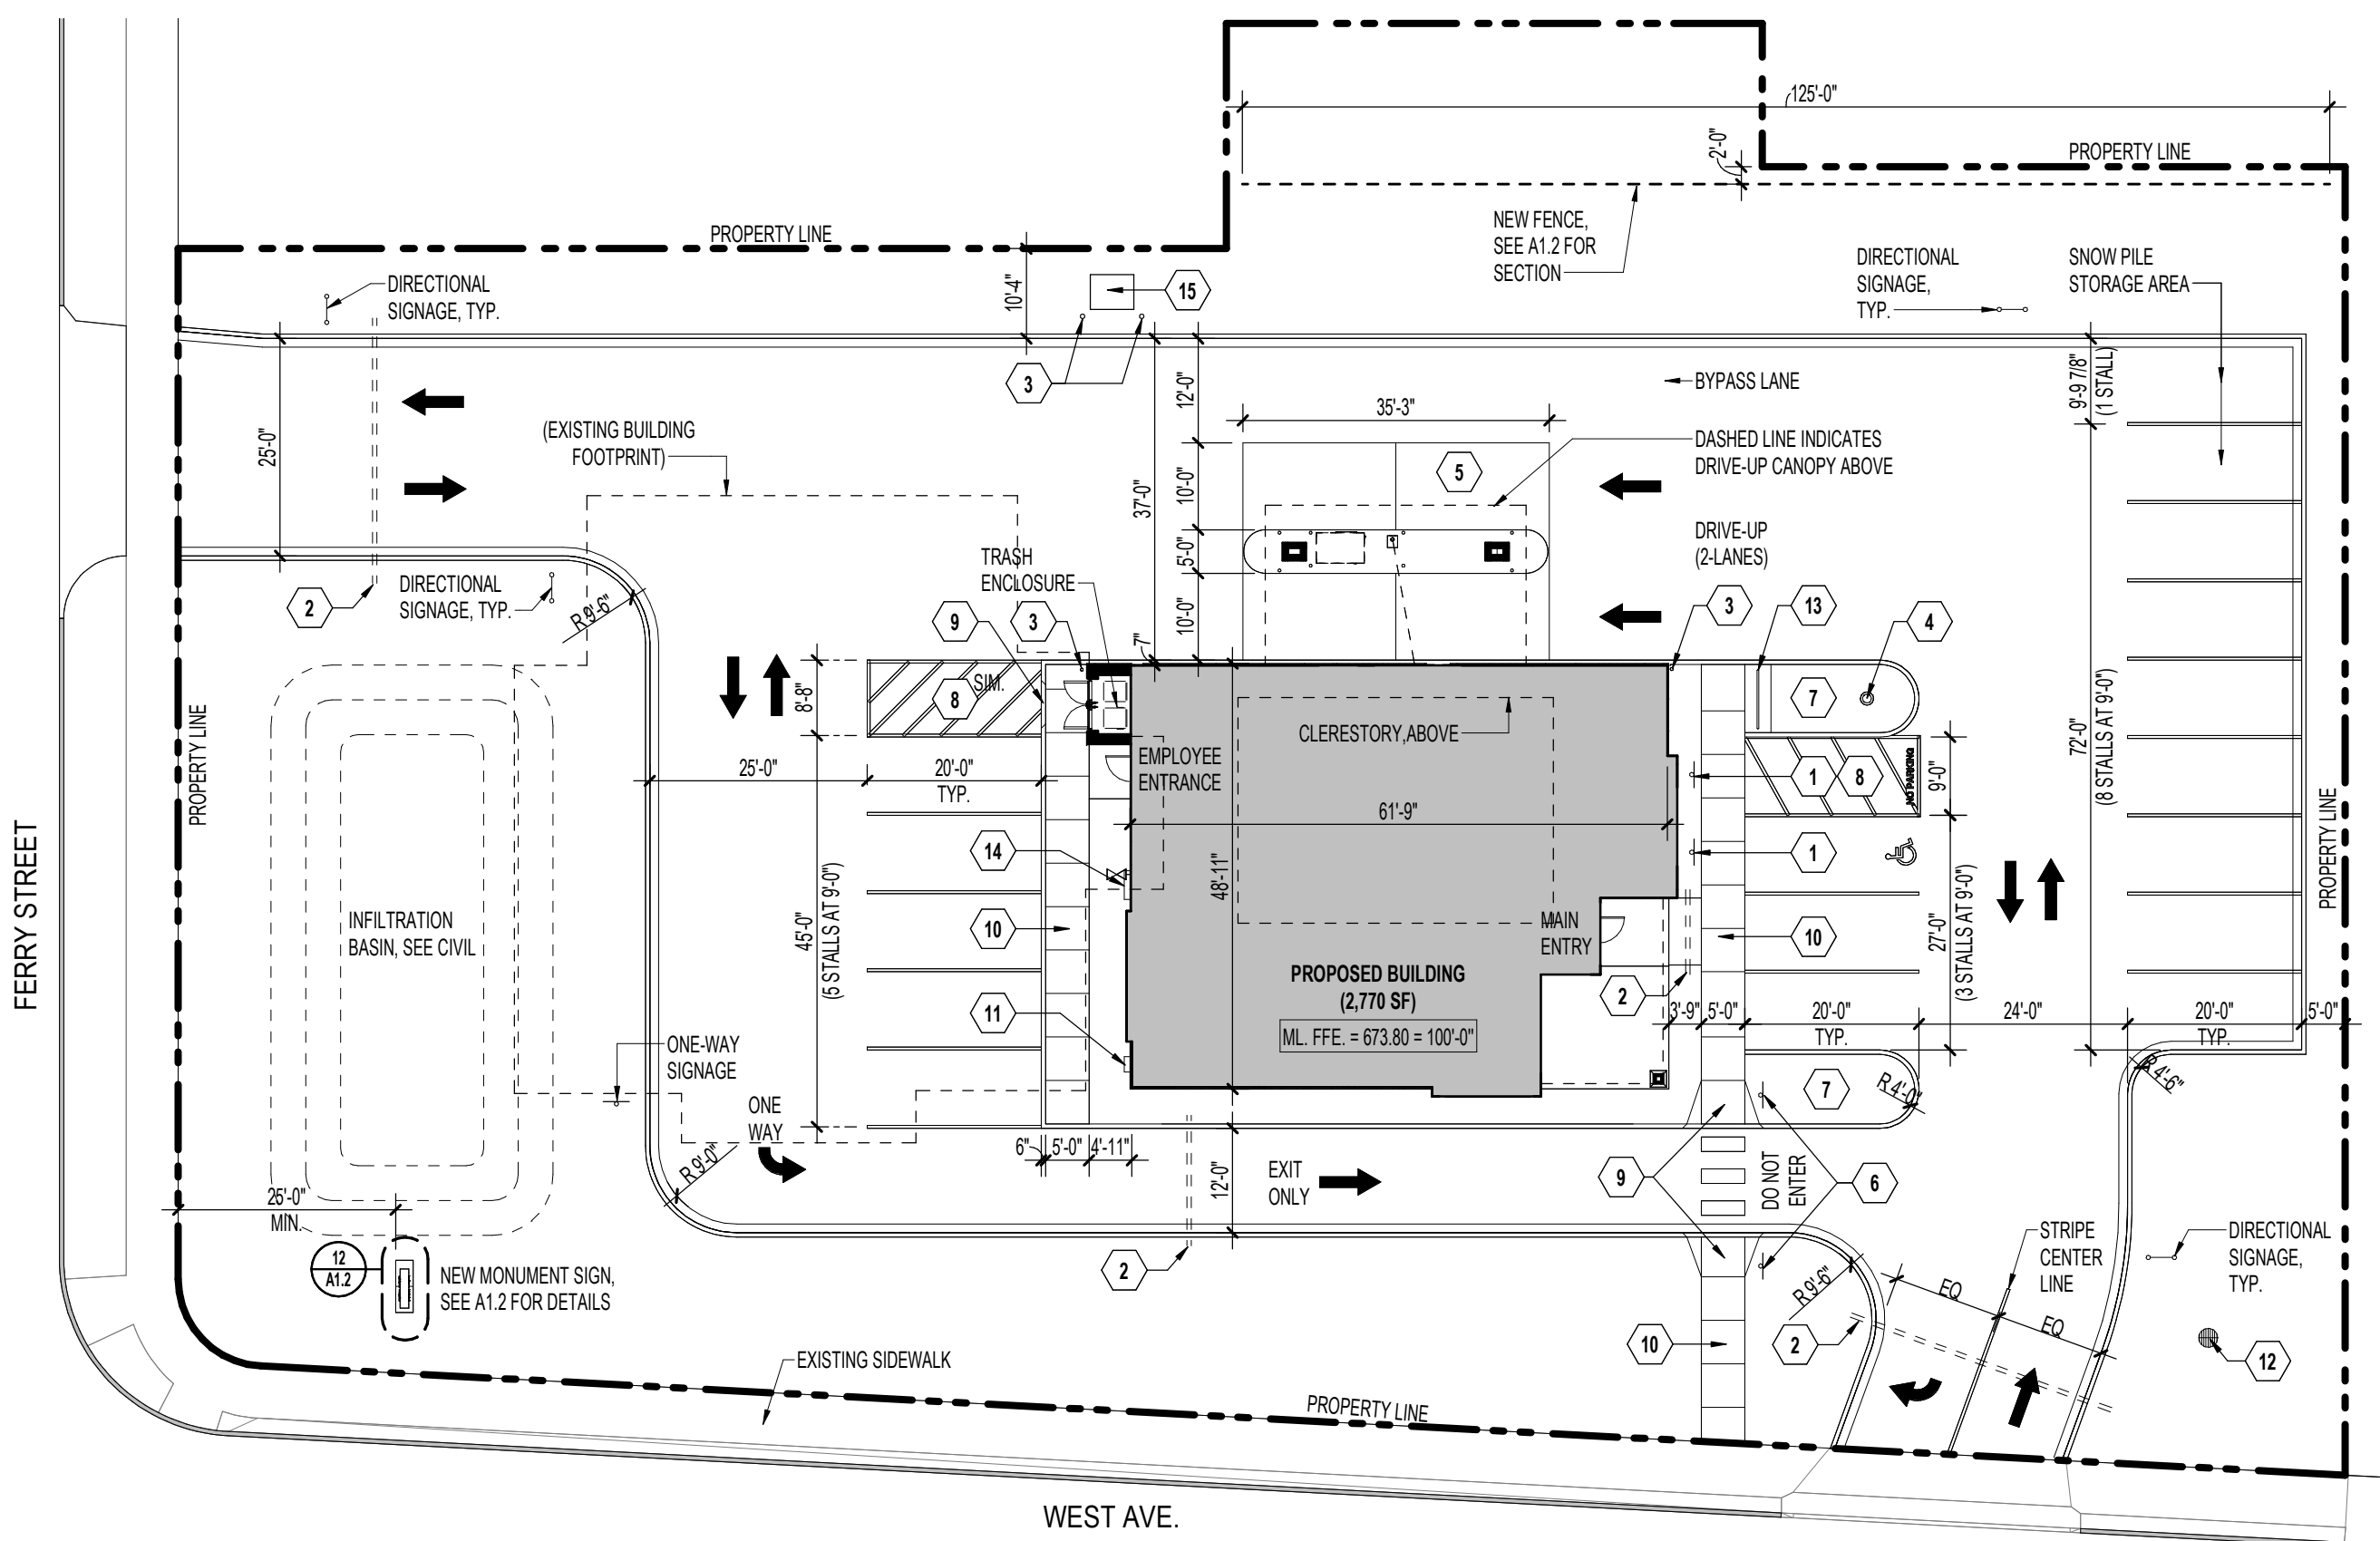 125'-0"
2'-0"
PROPERTY LINE
NEW FENCE,
SEE A1.2 FOR
SECTION
PROPERTY LINE
DIRECTIONAL
SIGNAGE, TYP.
10'-4"
15
3
DIRECTIONAL
SIGNAGE,
TYP.
SNOW PILE
STORAGE AREA
9'-9 7/8"
(1 STALL)
BYPASS LANE
12'-0"
35'-3"
25'-0"
(EXISTING BUILDING
FOOTPRINT)
37'-0"
10'-0"
5
DASHED LINE INDICATES
DRIVE-UP CANOPY ABOVE
5'-0"
DRIVE-UP
(2-LANES)
TRASH
ENCLOSURE
2
DIRECTIONAL
SIGNAGE, TYP.
R 9'-6"
9
3
10'-0"
7"
3
13
4
8'-8"
8
SIM.
7
CLERESTORY, ABOVE
72'-0"
(8 STALLS AT 9'-0")
PROPERTY LINE
EMPLOYEE
ENTRANCE
25'-0"
20'-0"
TYP.
1
8
NO PARKING
9'-0"
61'-9"
PROPERTY LINE
FERRY STREET
14
48'-11"
1
45'-0"
(5 STALLS AT 9'-0")
INFILTRATION
BASIN, SEE CIVIL
10
MAIN
ENTRY
10
27'-0"
(3 STALLS AT 9'-0")
PROPOSED BUILDING
(2,770 SF)
ML. FFE. = 673.80 = 100'-0"
11
2
3'-9"
5'-0"
20'-0"
TYP.
24'-0"
20'-0"
TYP.
5'-0"
ONE-WAY
SIGNAGE
7
R 4'-0"
R 4'-6"
ONE
WAY
6"
5'-0"
4'-11"
R 9'-0"
12'-0"
EXIT
ONLY
9
DO NOT
ENTER
6
25'-0"
MIN.
12
A1.2
NEW MONUMENT SIGN,
SEE A1.2 FOR DETAILS
2
R 9'-6"
EQ
EQ
STRIPE
CENTER
LINE
DIRECTIONAL
SIGNAGE,
TYP.
10
2
12
EXISTING SIDEWALK
PROPERTY LINE
WEST AVE.